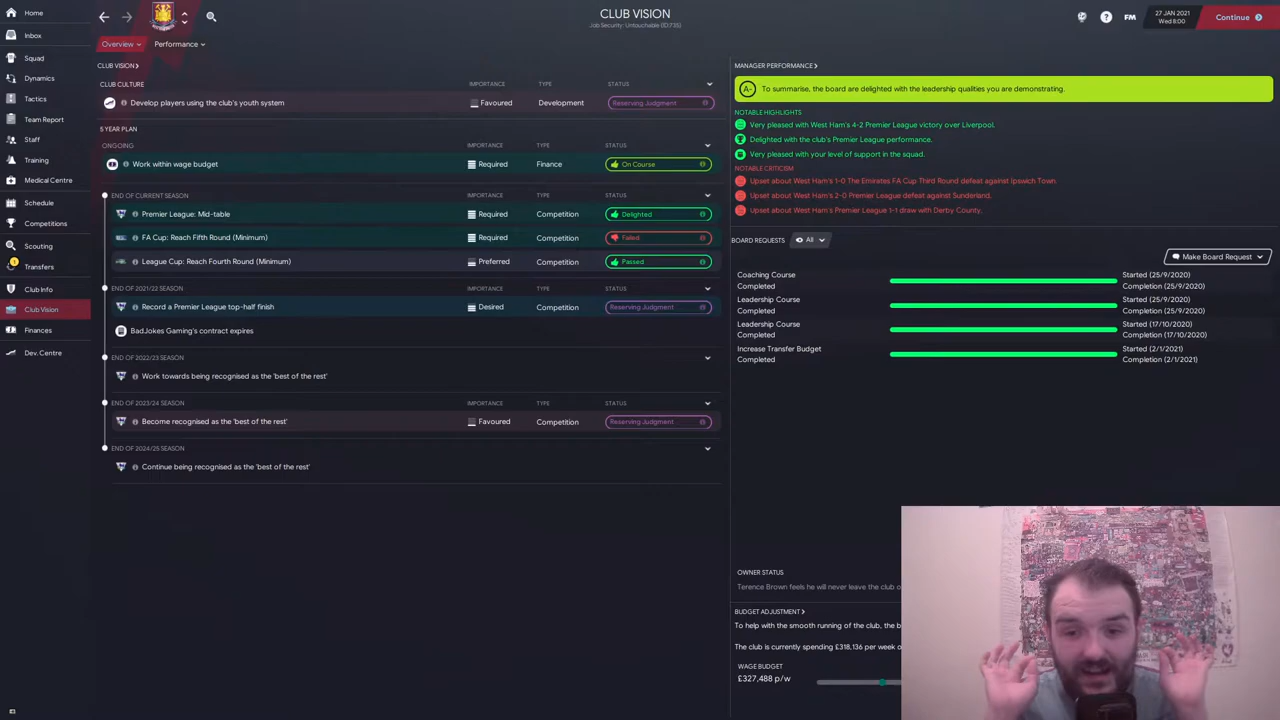 CLUB VISION
Job Security: Untouchable (ID:735)
27 JAN 2021
Wed 8:00
FM
Continue
Home
Inbox
Squad
Dynamics
Tactics
Team Report
Staff
Training
Medical Centre
Schedule
Competitions
Scouting
Transfers
Club Info
Club Vision
Finances
Dev. Centre
Overview
Performance
CLUB VISION
CLUB CULTURE IMPORTANCE TYPE STATUS
Develop players using the club's youth system Favoured Development Reserving Judgment
5 YEAR PLAN
ONGOING IMPORTANCE TYPE STATUS
Work within wage budget Required Finance On Course
END OF CURRENT SEASON IMPORTANCE TYPE STATUS
Premier League: Mid-table Required Competition Delighted
FA Cup: Reach Fifth Round (Minimum) Required Competition Failed
League Cup: Reach Fourth Round (Minimum) Preferred Competition Passed
END OF 2021/22 SEASON IMPORTANCE TYPE STATUS
Record a Premier League top-half finish Desired Competition Reserving Judgment
BadJokes Gaming's contract expires
END OF 2022/23 SEASON
Work towards being recognised as the 'best of the rest'
END OF 2023/24 SEASON IMPORTANCE TYPE STATUS
Become recognised as the 'best of the rest' Favoured Competition Reserving Judgment
END OF 2024/25 SEASON
Continue being recognised as the 'best of the rest'
MANAGER PERFORMANCE
A- To summarise, the board are delighted with the leadership qualities you are demonstrating.
NOTABLE HIGHLIGHTS
Very pleased with West Ham's 4-2 Premier League victory over Liverpool.
Delighted with the club's Premier League performance.
Very pleased with your level of support in the squad.
NOTABLE CRITICISM
Upset about West Ham's 1-0 The Emirates FA Cup Third Round defeat against Ipswich Town.
Upset about West Ham's 2-0 Premier League defeat against Sunderland.
Upset about West Ham's Premier League 1-1 draw with Derby County.
BOARD REQUESTS All
Make Board Request
Coaching Course Started (25/9/2020)
Completed Completion (25/9/2020)
Leadership Course Started (25/9/2020)
Completed Completion (25/9/2020)
Leadership Course Started (17/10/2020)
Completed Completion (17/10/2020)
Increase Transfer Budget Started (2/1/2021)
Completed Completion (2/1/2021)
OWNER STATUS
Terence Brown feels he will never leave the club
BUDGET ADJUSTMENT
To help with the smooth running of the club, the
The club is currently spending £318,136 per week
WAGE BUDGET
£327,488 p/w